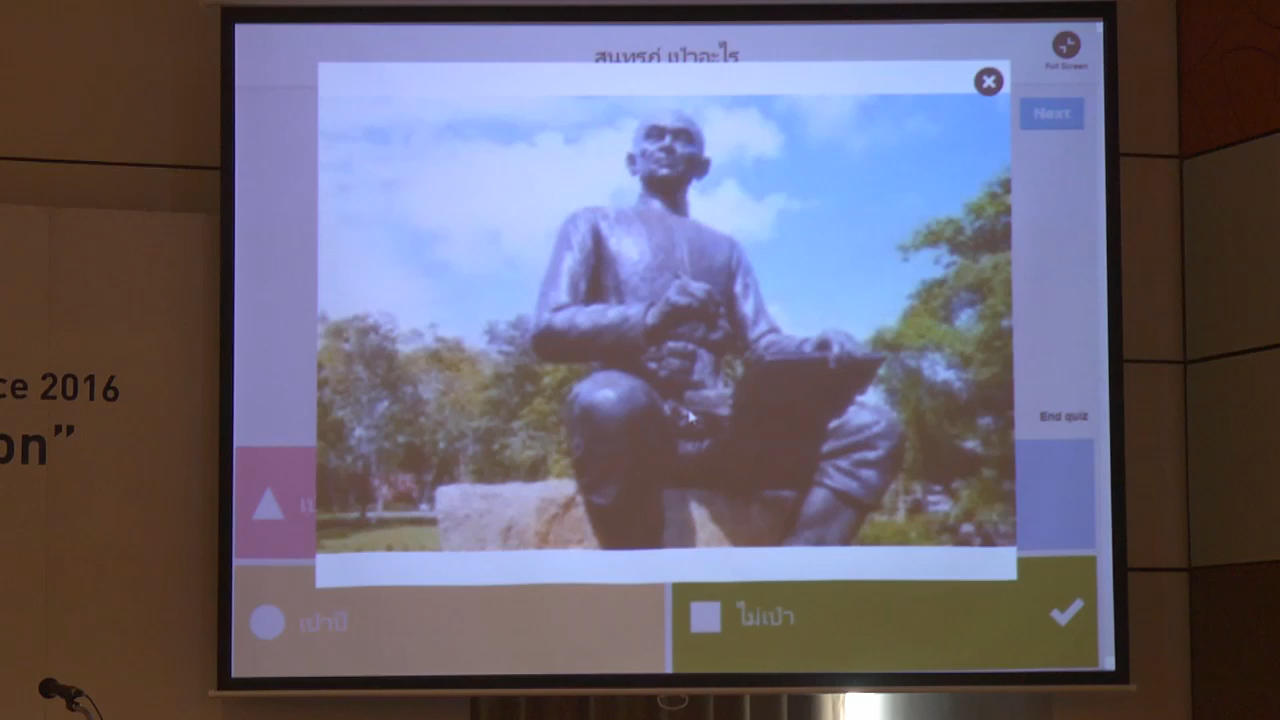 สุนทรภู่ เป่าอะไร
Full Screen
Next
ce 2016
on”
End quiz
เป่าปี่
ไม่เป่า